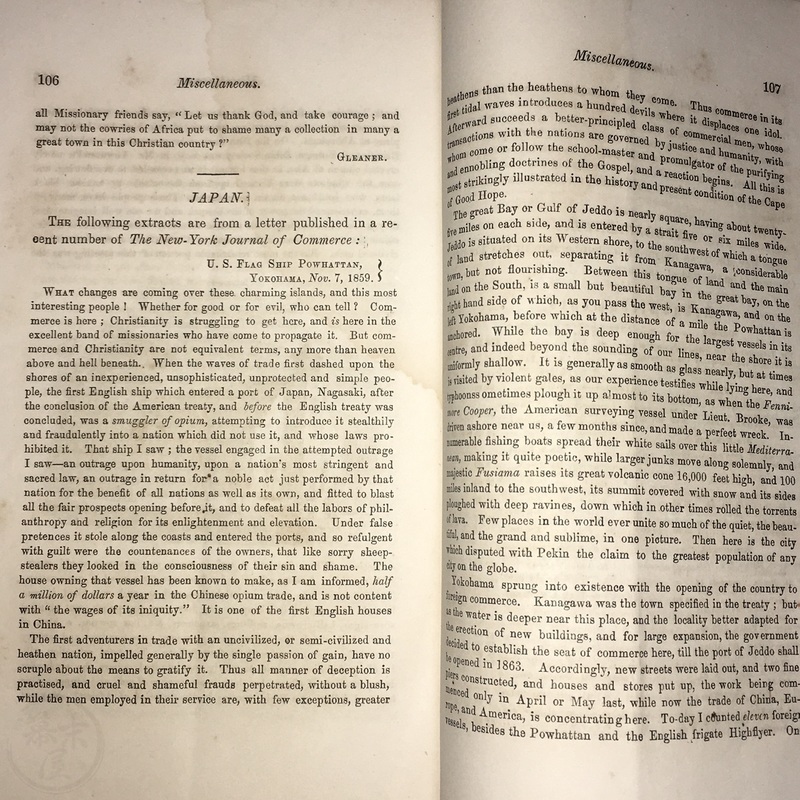 106
Miscellaneous.
all Missionary friends say, “Let us thank God, and take courage; and
may not the cowries of Africa put to shame many a collection in many a
great town in this Christian country?”
GLEANER.
JAPAN.
THE following extracts are from a letter published in a re-
cent number of The New-York Journal of Commerce:
U. S. FLAG SHIP POWHATTAN,
YOKOHAMA, Nov. 7, 1859.
WHAT changes are coming over these charming islands, and this most
interesting people! Whether for good or for evil, who can tell? Com-
merce is here; Christianity is struggling to get here, and is here in the
excellent band of missionaries who have come to propagate it. But com-
merce and Christianity are not equivalent terms, any more than heaven
above and hell beneath. When the waves of trade first dashed upon the
shores of an inexperienced, unsophisticated, unprotected and simple peo-
ple, the first English ship which entered a port of Japan, Nagasaki, after
the conclusion of the American treaty, and before the English treaty was
concluded, was a smuggler of opium, attempting to introduce it stealthily
and fraudulently into a nation which did not use it, and whose laws pro-
hibited it. That ship I saw; the vessel engaged in the attempted outrage
I saw—an outrage upon humanity, upon a nation's most stringent and
sacred law, an outrage in return for a noble act just performed by that
nation for the benefit of all nations as well as its own, and fitted to blast
all the fair prospects opening before it, and to defeat all the labors of phil-
anthropy and religion for its enlightenment and elevation. Under false
pretences it stole along the coasts and entered the ports, and so refulgent
with guilt were the countenances of the owners, that like sorry sheep-
stealers they looked in the consciousness of their sin and shame. The
house owning that vessel has been known to make, as I am informed, half
a million of dollars a year in the Chinese opium trade, and is not content
with “the wages of its iniquity.” It is one of the first English houses
in China.
The first adventurers in trade with an uncivilized, or semi-civilized and
heathen nation, impelled generally by the single passion of gain, have no
scruple about the means to gratify it. Thus all manner of deception is
practised, and cruel and shameful frauds perpetrated, without a blush,
while the men employed in their service are, with few exceptions, greater
Miscellaneous.
107
heathens than the heathens to whom they come. Thus commerce in its
first tidal waves introduces a hundred devils where it displaces one idol.
Afterward succeeds a better-principled class of commercial men, whose
transactions with the nations are governed by justice and humanity, with
whom come or follow the school-master and promulgator of the purifying
and ennobling doctrines of the Gospel, and a reaction begins. All this is
most strikingly illustrated in the history and present condition of the Cape
of Good Hope.
The great Bay or Gulf of Jeddo is nearly square, having about twenty-
five miles on each side, and is entered by a strait five or six miles wide.
Jeddo is situated on its Western shore, to the southwest of which a tongue
of land stretches out, separating it from Kanagawa, a considerable
town, but not flourishing. Between this tongue of land and the main
land on the South, is a small but beautiful bay in the great bay, on the
right hand side of which, as you pass the west, is Kanagawa, and on the
left Yokohama, before which at the distance of a mile the Powhattan is
anchored. While the bay is deep enough for the largest vessels in its
centre, and indeed beyond the sounding of our lines, near the shore it is
uniformly shallow. It is generally as smooth as glass nearly, but at times
is visited by violent gales, as our experience testifies while lying here, and
typhoons sometimes plough it up almost to its bottom, as when the Fenni-
more Cooper, the American surveying vessel under Lieut. Brooke, was
driven ashore near us, a few months since, and made a perfect wreck. In-
numerable fishing boats spread their white sails over this little Mediterra-
nean, making it quite poetic, while larger junks move along solemnly, and
majestic Fusiama raises its great volcanic cone 16,000 feet high, and 100
miles inland to the southwest, its summit covered with snow and its sides
ploughed with deep ravines, down which in other times rolled the torrents
of lava. Few places in the world ever unite so much of the quiet, the beau-
tiful, and the grand and sublime, in one picture. Then here is the city
which disputed with Pekin the claim to the greatest population of any
city on the globe.
Yokohama sprung into existence with the opening of the country to
foreign commerce. Kanagawa was the town specified in the treaty; but
as the water is deeper near this place, and the locality better adapted for
the erection of new buildings, and for large expansion, the government
decided to establish the seat of commerce here, till the port of Jeddo shall
be opened in 1863. Accordingly, new streets were laid out, and two fine
piers constructed, and houses and stores put up, the work being com-
menced only in April or May last, while now the trade of China, Eu-
rope, and America, is concentrating here. To-day I counted eleven foreign
vessels, besides the Powhattan and the English frigate Highflyer. On